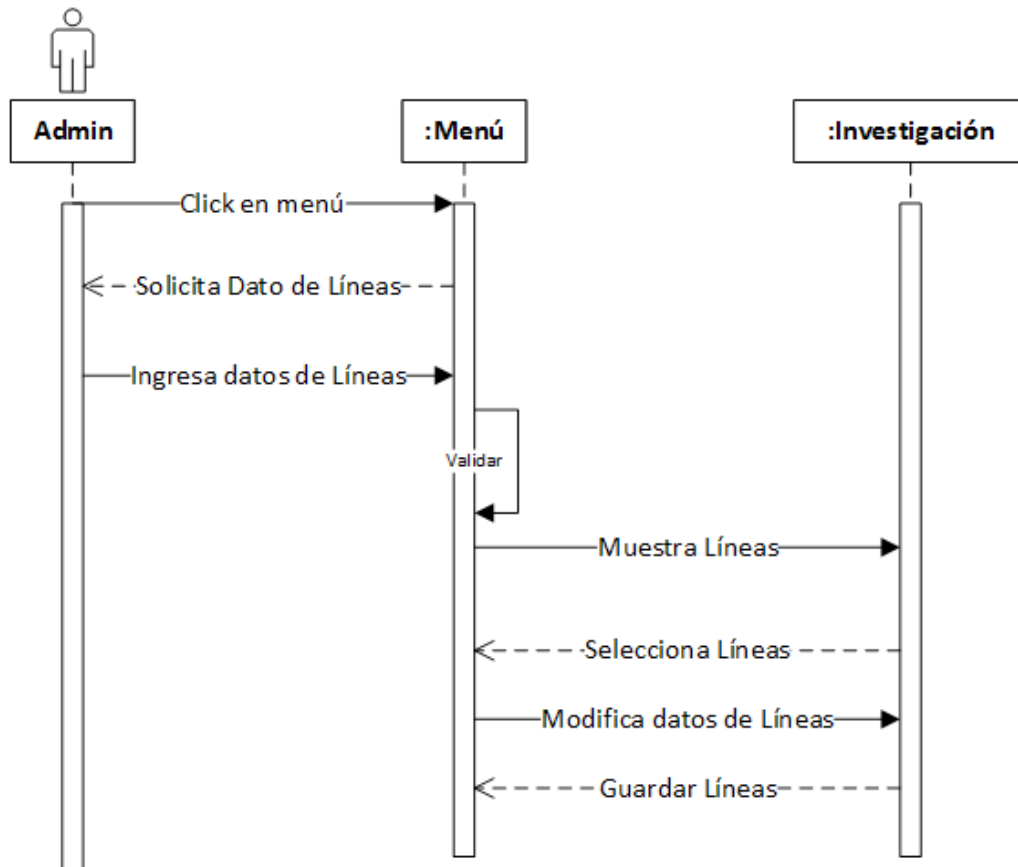 Admin
:Menú
:Investigación
Click en menú
Solicita Dato de Líneas
Ingresa datos de Líneas
Validar
Muestra Líneas
Selecciona Líneas
Modifica datos de Líneas
Guardar Líneas